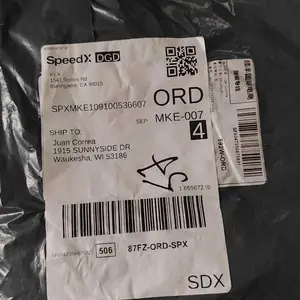 SpeedX DGD
1541 Rollins Rd
Burlingame, CA 94010
SPXMKE109100536607
ORD
SEP
MKE-007
4
SHIP TO:
Juan Correa
1915 SUNNYSIDE DR
Waukesha, WI 53186
506
87FZ-ORD-SPX
SDX